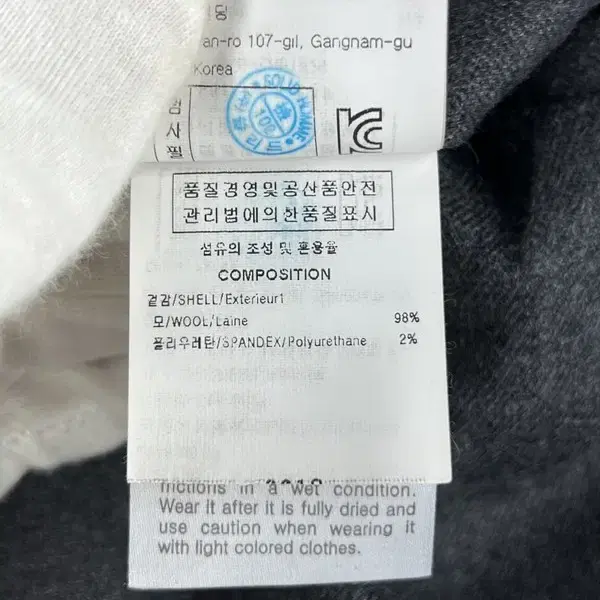 딩
an-ro 107-gil, Gangnam-gu
Korea
검
사
필
SOLID HOMME
KC
품질경영및공산품안전
관리법에의한품질표시
섬유의 조성 및 혼용율
COMPOSITION
겉감/SHELL/Exterieur1
모/WOOL/Laine 98%
폴리우레탄/SPANDEX/Polyurethane 2%
frictions in a wet condition.
Wear it after it is fully dried and
use caution when wearing it
with light colored clothes.